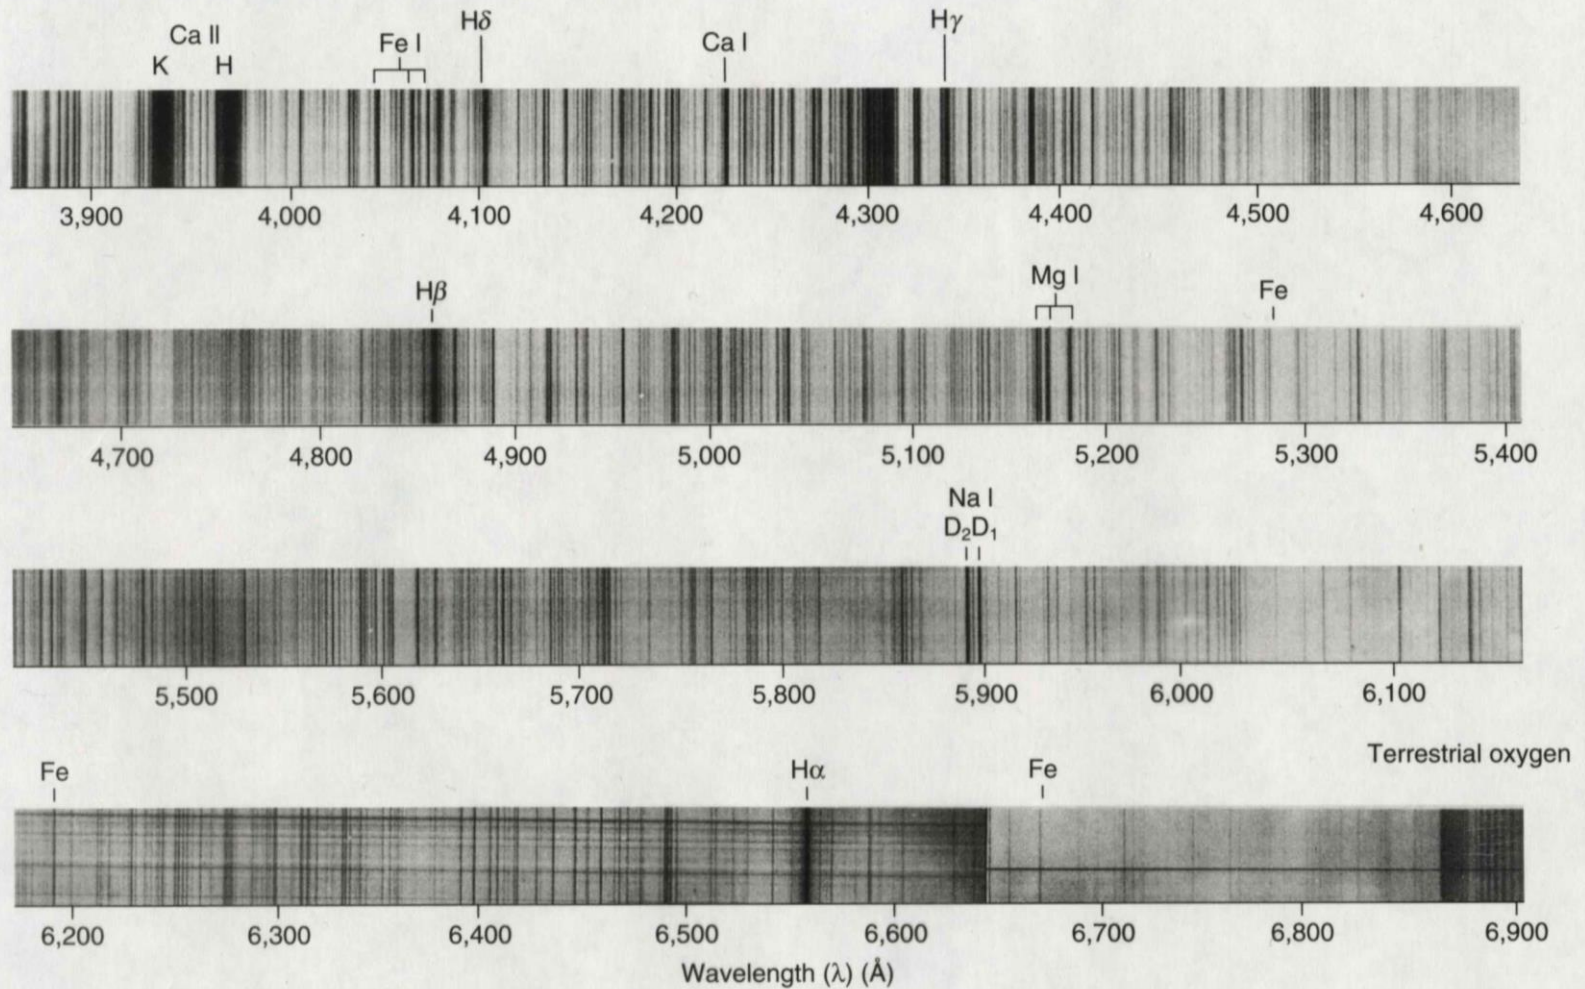 Ca II Fe I Hδ Ca I Hγ
K H
3,900 4,000 4,100 4,200 4,300 4,400 4,500 4,600
Hβ Mg I Fe
4,700 4,800 4,900 5,000 5,100 5,200 5,300 5,400
Na I
D₂D₁
5,500 5,600 5,700 5,800 5,900 6,000 6,100
Terrestrial oxygen
Fe Hα Fe
6,200 6,300 6,400 6,500 6,600 6,700 6,800 6,900
Wavelength (λ) (Å)